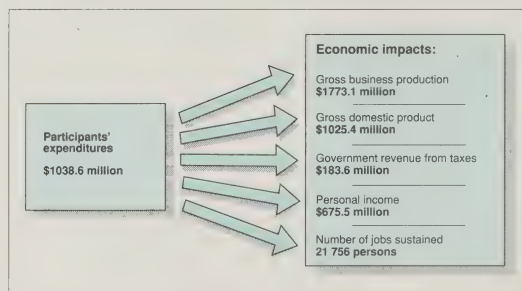 Participants'
expenditures
$1038.6 million
Economic impacts:
Gross business production
$1773.1 million
Gross domestic product
$1025.4 million
Government revenue from taxes
$183.6 million
Personal income
$675.5 million
Number of jobs sustained
21 756 persons